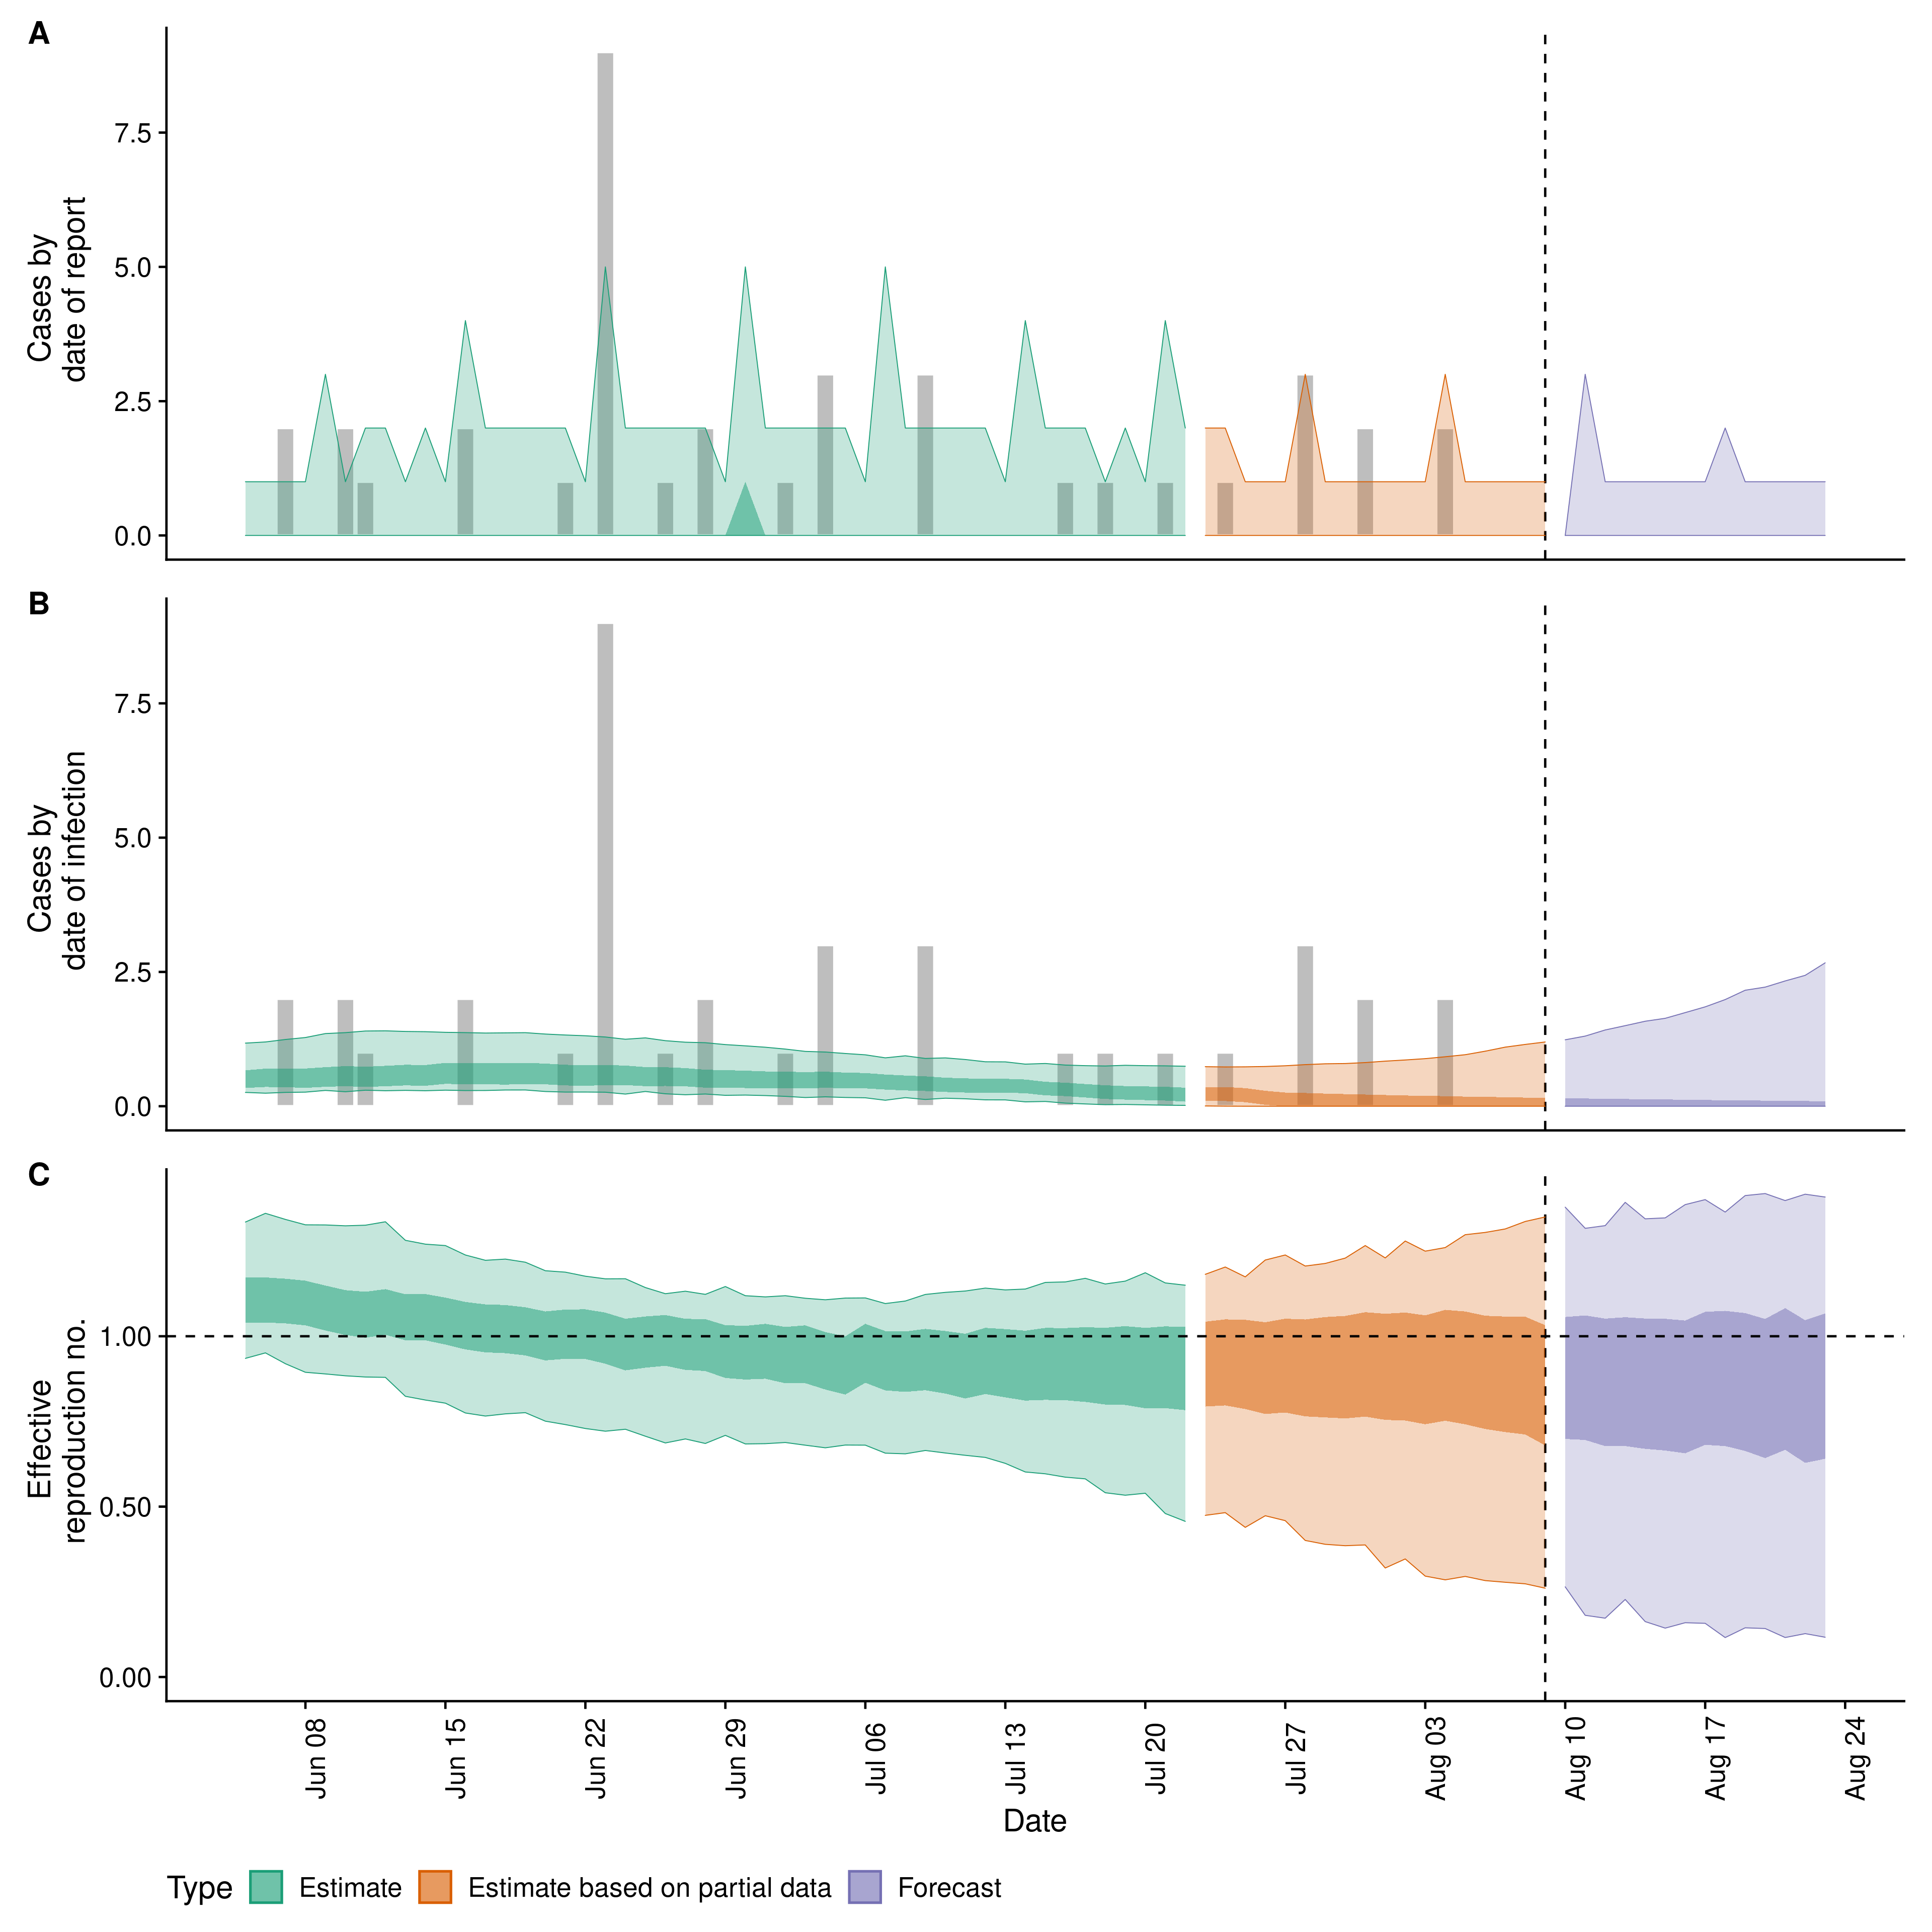 A
Cases by
date of report
7.5
5.0
2.5
0.0
B
Cases by
date of infection
7.5
5.0
2.5
0.0
C
Effective
reproduction no.
1.00
0.50
0.00
Jun 08
Jun 15
Jun 22
Jun 29
Jul 06
Jul 13
Jul 20
Jul 27
Aug 03
Aug 10
Aug 17
Aug 24
Date
Type Estimate Estimate based on partial data Forecast